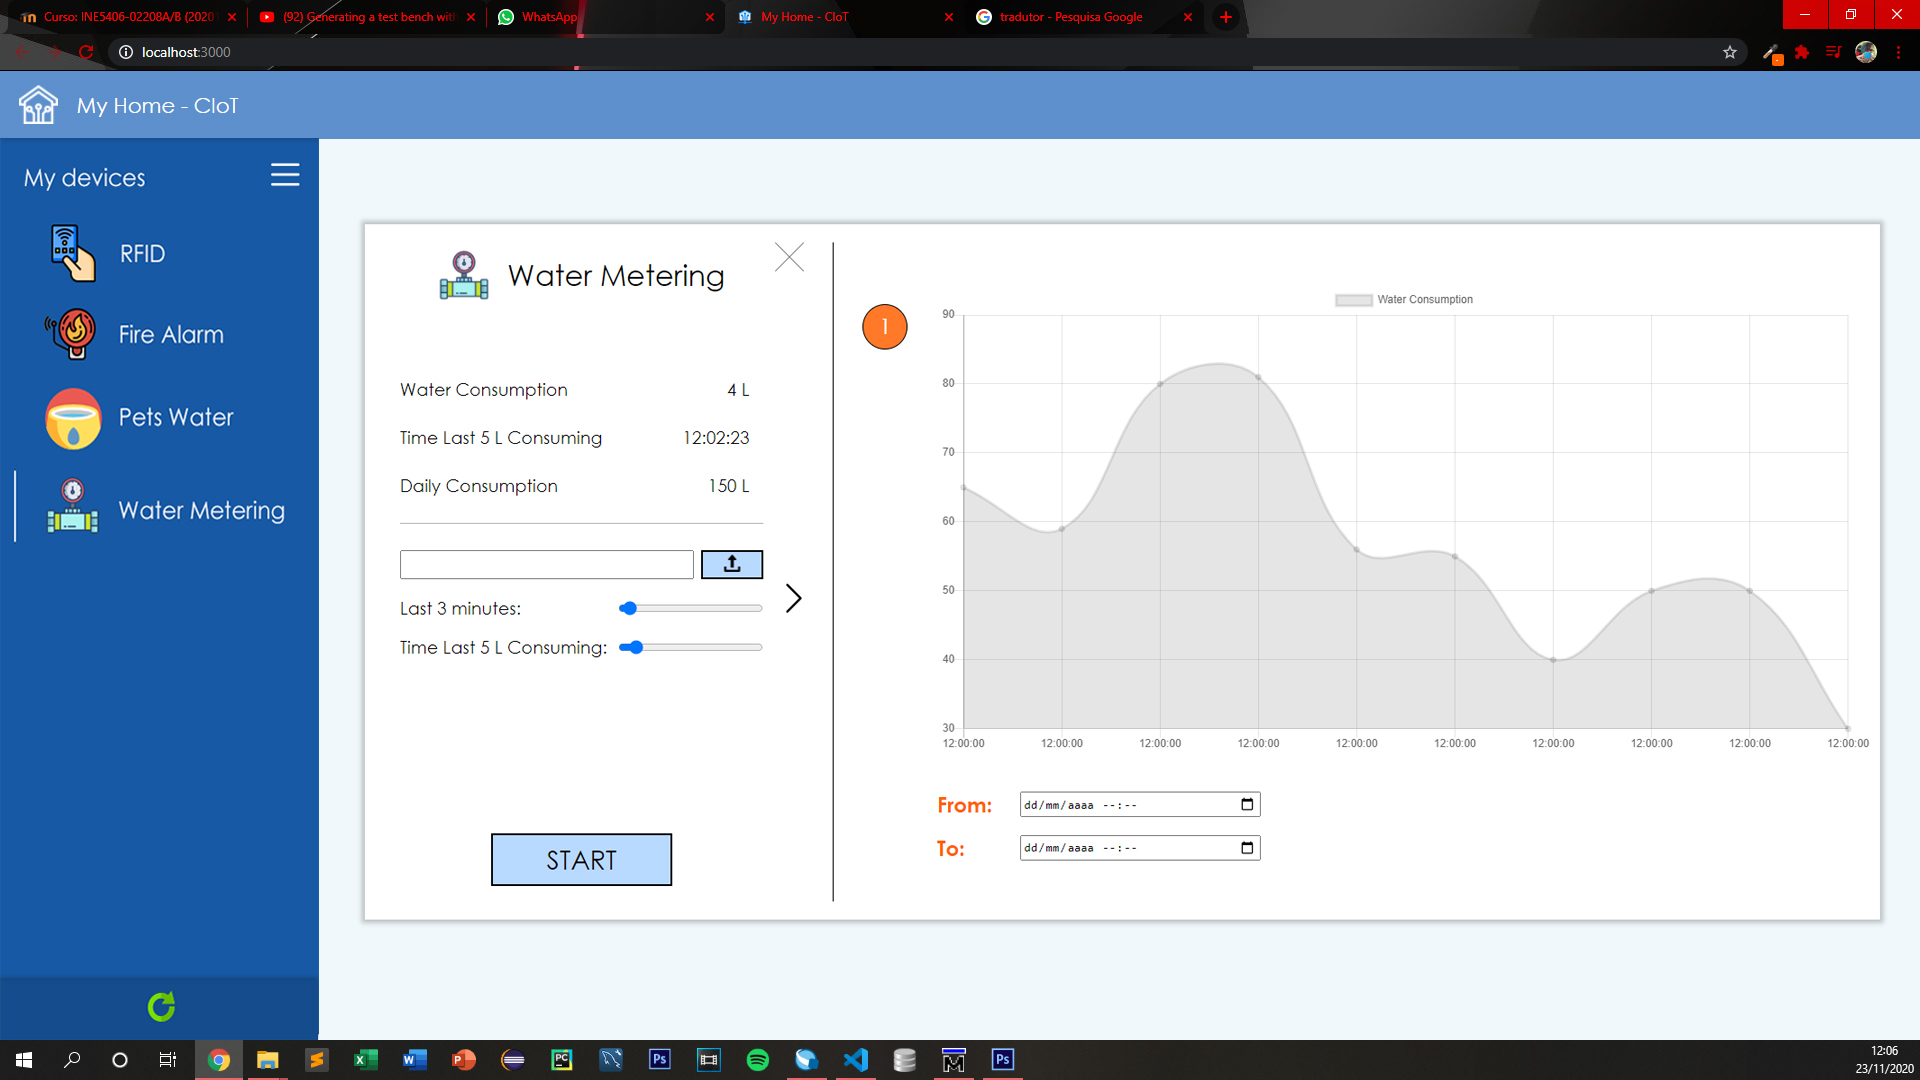 Curso: INE5406-02208A/B (2020
(92) Generating a test bench with
WhatsApp
My Home - CIoT
tradutor - Pesquisa Google
localhost:3000
My Home - CIoT
My devices
RFID
Fire Alarm
Pets Water
Water Metering
Water Metering
Water Consumption 4 L
Time Last 5 L Consuming 12:02:23
Daily Consumption 150 L
Last 3 minutes:
Time Last 5 L Consuming:
START
1
Water Consumption
90
80
70
60
50
40
30
12:00:00 12:00:00 12:00:00 12:00:00 12:00:00 12:00:00 12:00:00 12:00:00 12:00:00 12:00:00
From: dd/mm/aaaa --:--
To: dd/mm/aaaa --:--
12:06
23/11/2020